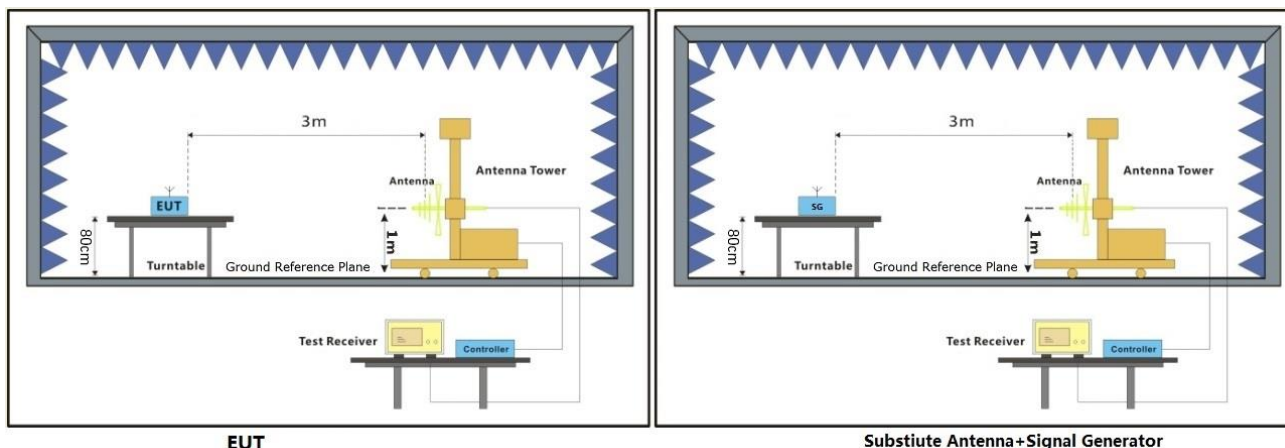 3m
Antenna
Antenna Tower
EUT
80cm
1m
Turntable
Ground Reference Plane
Test Receiver
Controller
EUT
3m
Antenna
Antenna Tower
SG
80cm
1m
Turntable
Ground Reference Plane
Test Receiver
Controller
Substiute Antenna+Signal Generator